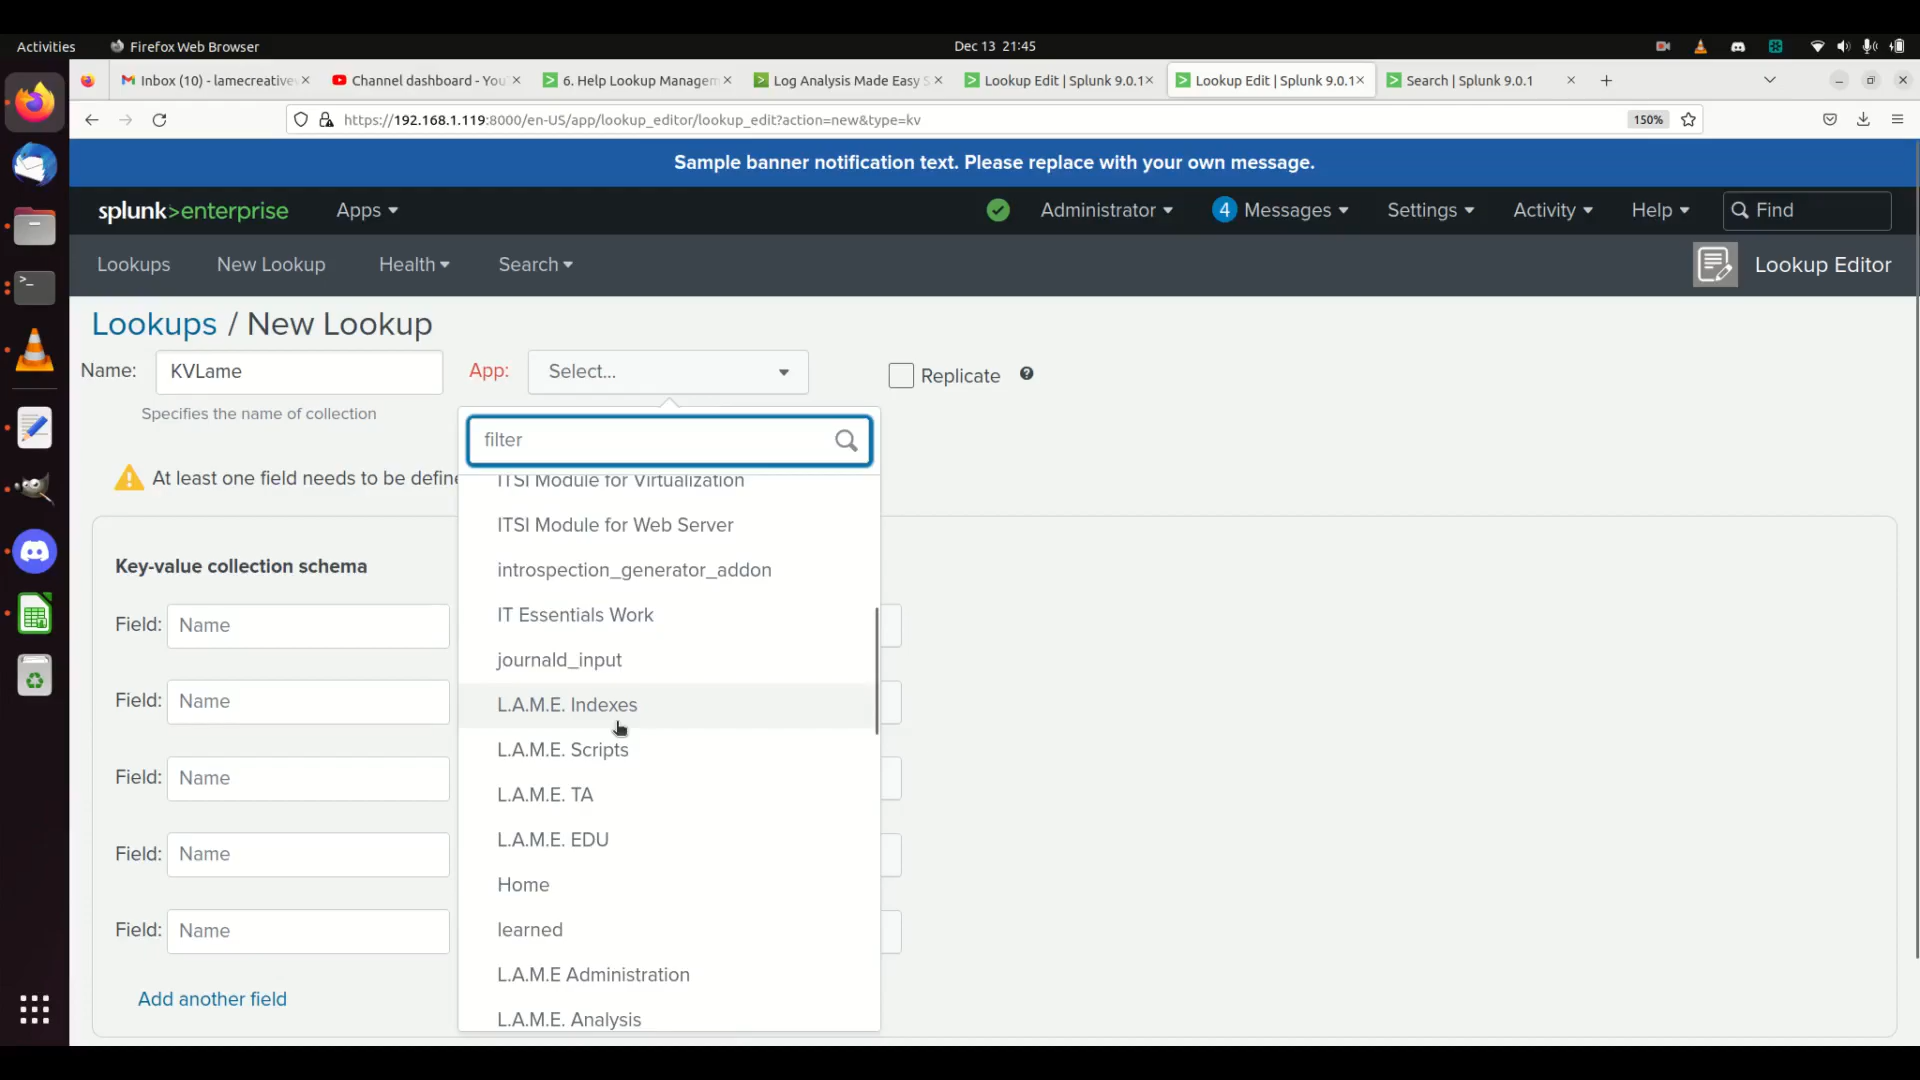 Activities Firefox Web Browser Dec 13 21:45
Inbox (10) - lamecreative Channel dashboard - You 6. Help Lookup Managem Log Analysis Made Easy S Lookup Edit | Splunk 9.0.1 Lookup Edit | Splunk 9.0.1 Search | Splunk 9.0.1
https://192.168.1.119:8000/en-US/app/lookup_editor/lookup_edit?action=new&type=kv 150%
Sample banner notification text. Please replace with your own message.
splunk>enterprise Apps Administrator 4 Messages Settings Activity Help Find
Lookups New Lookup Health Search Lookup Editor
Lookups / New Lookup
Name: KVLame App: Select... Replicate ?
Specifies the name of collection
filter
At least one field needs to be define
ITSI Module for Virtualization
ITSI Module for Web Server
Key-value collection schema
introspection_generator_addon
Field: Name
IT Essentials Work
journald_input
Field: Name
L.A.M.E. Indexes
L.A.M.E. Scripts
Field: Name
L.A.M.E. TA
L.A.M.E. EDU
Field: Name
Home
Field: Name
learned
L.A.M.E Administration
Add another field
L.A.M.E. Analysis